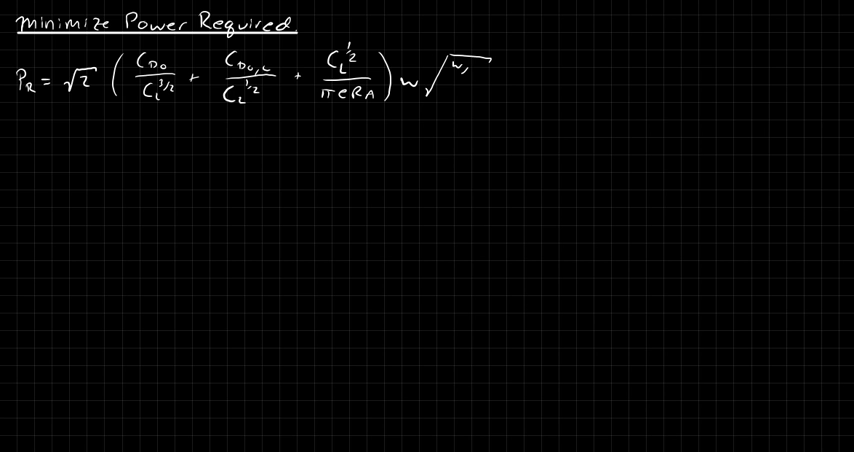 Minimize Power Required.
P_R = √2 ( C_D0 / C_L^3/2 + C_D0,L / C_L^1/2 + C_L^1/2 / πeRA ) W √W/